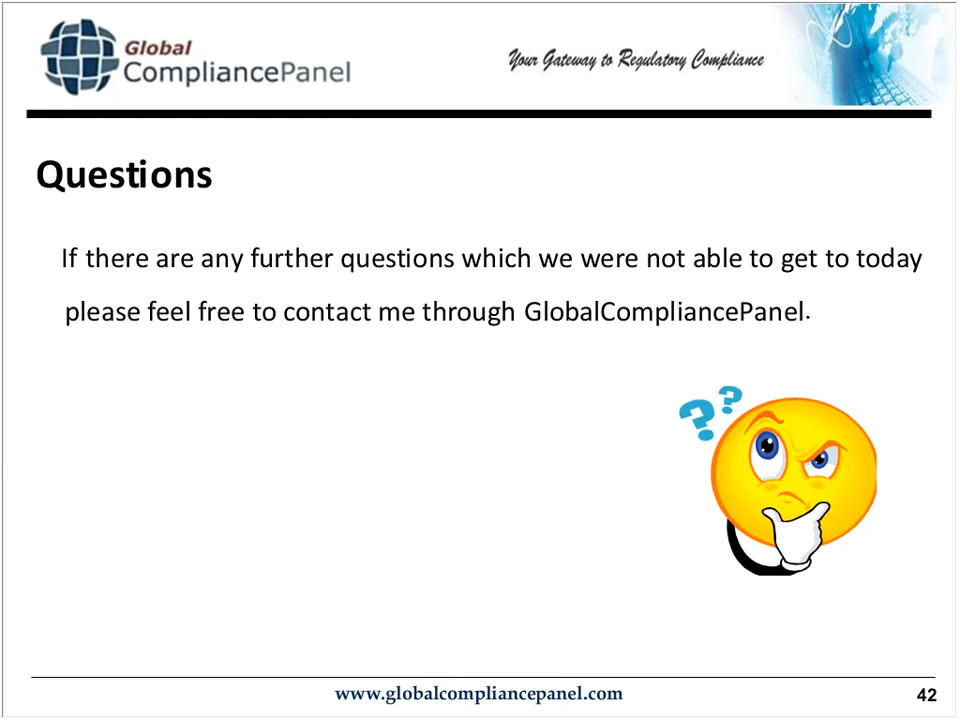 Global
CompliancePanel
Your Gateway to Regulatory Compliance
Questions
If there are any further questions which we were not able to get to today
please feel free to contact me through GlobalCompliancePanel.
? ?
www.globalcompliancepanel.com
42